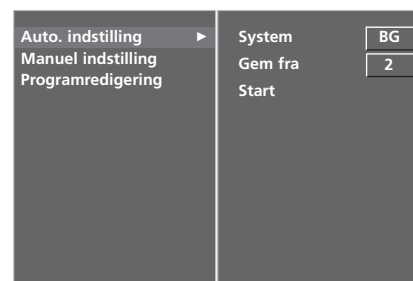 Auto. indstilling ►
Manuel indstilling
Programredigering
System BG
Gem fra 2
Start